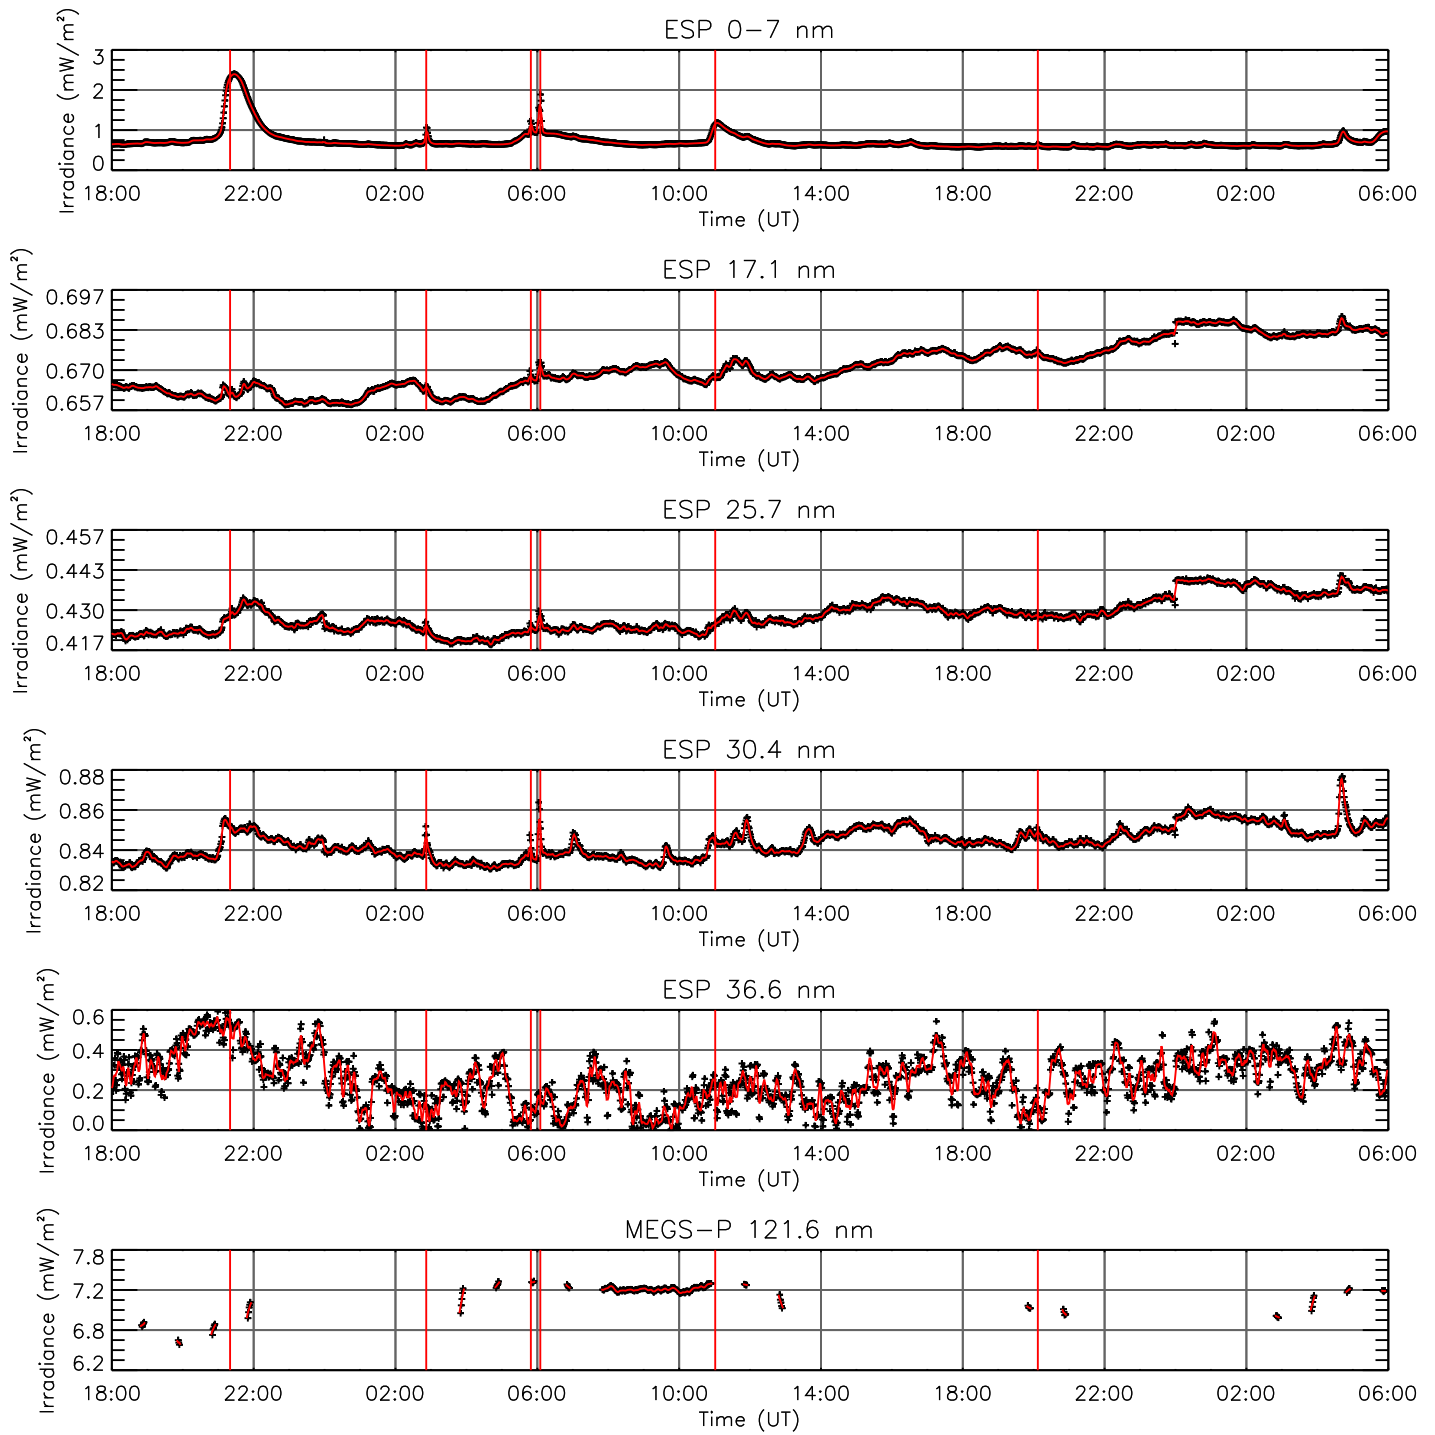 ESP 0−7 nm
Irradiance (mW/m²)
3
2
1
0
18:00 22:00 02:00 06:00 10:00 14:00 18:00 22:00 02:00 06:00
Time (UT)
ESP 17.1 nm
Irradiance (mW/m²)
0.697
0.683
0.670
0.657
18:00 22:00 02:00 06:00 10:00 14:00 18:00 22:00 02:00 06:00
Time (UT)
ESP 25.7 nm
Irradiance (mW/m²)
0.457
0.443
0.430
0.417
18:00 22:00 02:00 06:00 10:00 14:00 18:00 22:00 02:00 06:00
Time (UT)
ESP 30.4 nm
Irradiance (mW/m²)
0.88
0.86
0.84
0.82
18:00 22:00 02:00 06:00 10:00 14:00 18:00 22:00 02:00 06:00
Time (UT)
ESP 36.6 nm
Irradiance (mW/m²)
0.6
0.4
0.2
0.0
18:00 22:00 02:00 06:00 10:00 14:00 18:00 22:00 02:00 06:00
Time (UT)
MEGS−P 121.6 nm
Irradiance (mW/m²)
7.8
7.2
6.8
6.2
18:00 22:00 02:00 06:00 10:00 14:00 18:00 22:00 02:00 06:00
Time (UT)